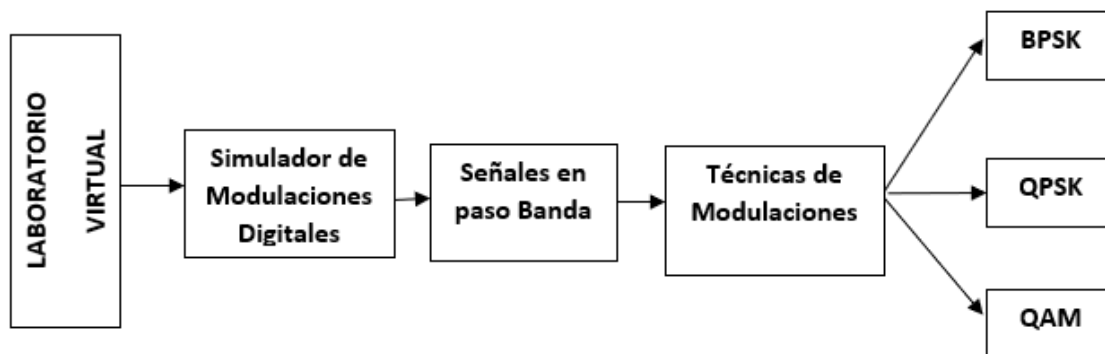 LABORATORIO
VIRTUAL
Simulador de
Modulaciones
Digitales
Señales en
paso Banda
Técnicas de
Modulaciones
BPSK
QPSK
QAM